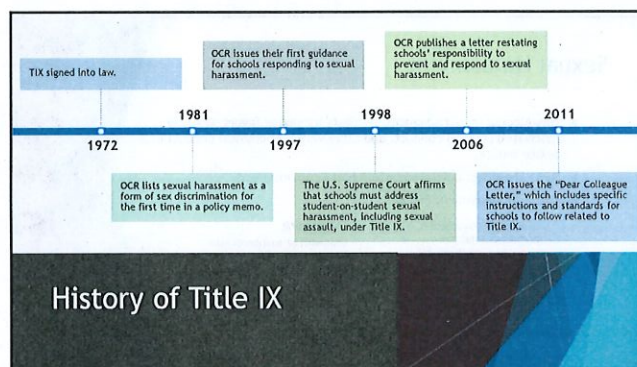 TIX signed into law.
OCR issues their first guidance
for schools responding to sexual
harassment.
OCR publishes a letter restating
schools' responsibility to
prevent and respond to sexual
harassment.
1981
1998
2011
1972
1997
2006
OCR lists sexual harassment as a
form of sex discrimination for
the first time in a policy memo.
The U.S. Supreme Court affirms
that schools must address
student-on-student sexual
harassment, including sexual
assault, under Title IX.
OCR issues the "Dear Colleague
Letter," which includes specific
instructions and standards for
schools to follow related to
Title IX.
History of Title IX